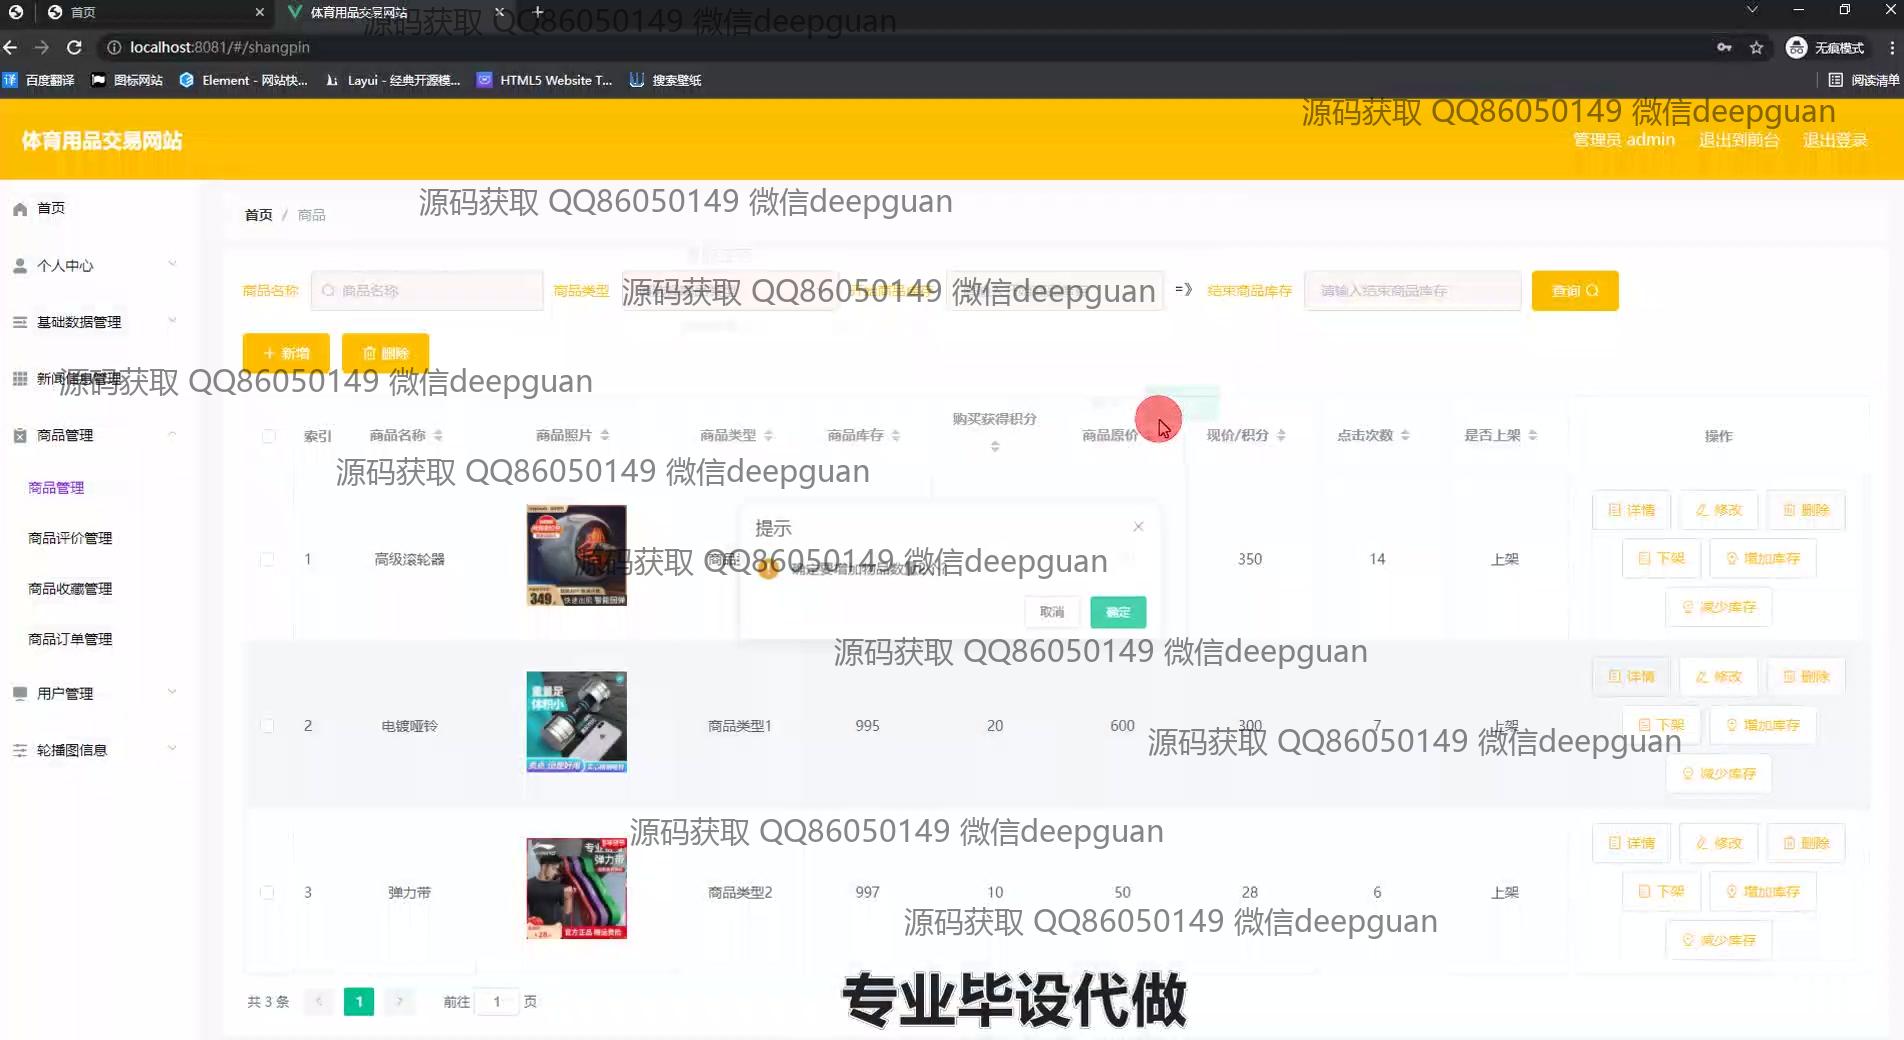 首页
体育用品交易网站
源码获取 QQ86050149 微信deepguan
localhost:8081/#/shangpin
无痕模式
百度翻译
图标网站
Element - 网站快...
Layui - 经典开源模...
HTML5 Website T...
搜索壁纸
阅读清单
源码获取 QQ86050149 微信deepguan
体育用品交易网站
管理员 admin
退出到前台
退出登录
首页
个人中心
基础数据管理
新闻信息管理
商品管理
商品管理
商品评价管理
商品收藏管理
商品订单管理
用户管理
轮播图信息
首页 / 商品
源码获取 QQ86050149 微信deepguan
商品名称
商品名称
商品类型
源码获取 QQ86050149 微信deepguan
结束商品库存
请输入结束商品库存
查询
新增
删除
源码获取 QQ86050149 微信deepguan
索引 商品名称 商品照片 商品类型 商品库存 购买获得积分 商品原价 现价/积分 点击次数 是否上架 操作
源码获取 QQ86050149 微信deepguan
1 高级滚轮器 350 14 上架
349
详情 修改 删除
下架 增加库存
减少库存
提示
源码获取 QQ86050149 微信deepguan
取消 确定
源码获取 QQ86050149 微信deepguan
2 电镀哑铃 商品类型1 995 20 600 300 7 上架
重量足
体积小
详情 修改 删除
下架 增加库存
减少库存
源码获取 QQ86050149 微信deepguan
源码获取 QQ86050149 微信deepguan
3 弹力带 商品类型2 997 10 50 28 6 上架
弹力带
官方正品
详情 修改 删除
下架 增加库存
减少库存
源码获取 QQ86050149 微信deepguan
共 3 条 1 前往 1 页
专业毕设代做